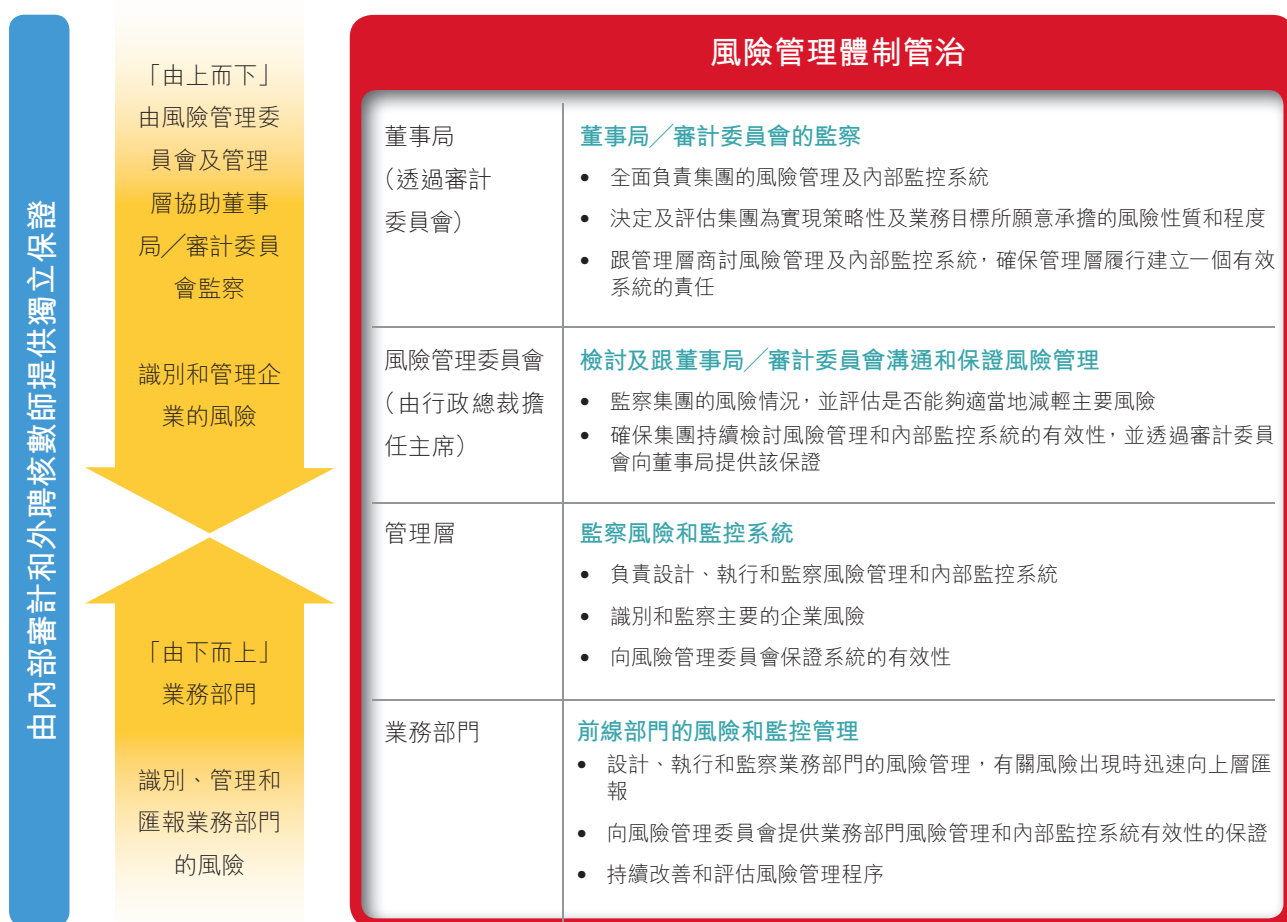 由內部審計和外聘核數師提供獨立保證
「由上而下」
由風險管理委
員會及管理
層協助董事
局／審計委員
會監察
識別和管理企
業的風險
「由下而上」
業務部門
識別、管理和
匯報業務部門
的風險
風險管理體制管治
董事局
（透過審計
委員會）
董事局／審計委員會的監察
• 全面負責集團的風險管理及內部監控系統
• 決定及評估集團為實現策略性及業務目標所願意承擔的風險性質和程度
• 跟管理層商討風險管理及內部監控系統，確保管理層履行建立一個有效
系統的責任
風險管理委員會
（由行政總裁擔
任主席）
檢討及跟董事局／審計委員會溝通和保證風險管理
• 監察集團的風險情況，並評估是否能夠適當地減輕主要風險
• 確保集團持續檢討風險管理和內部監控系統的有效性，並透過審計委員
會向董事局提供該保證
管理層
監察風險和監控系統
• 負責設計、執行和監察風險管理和內部監控系統
• 識別和監察主要的企業風險
• 向風險管理委員會保證系統的有效性
業務部門
前線部門的風險和監控管理
• 設計、執行和監察業務部門的風險管理，有關風險出現時迅速向上層匯
報
• 向風險管理委員會提供業務部門風險管理和內部監控系統有效性的保證
• 持續改善和評估風險管理程序